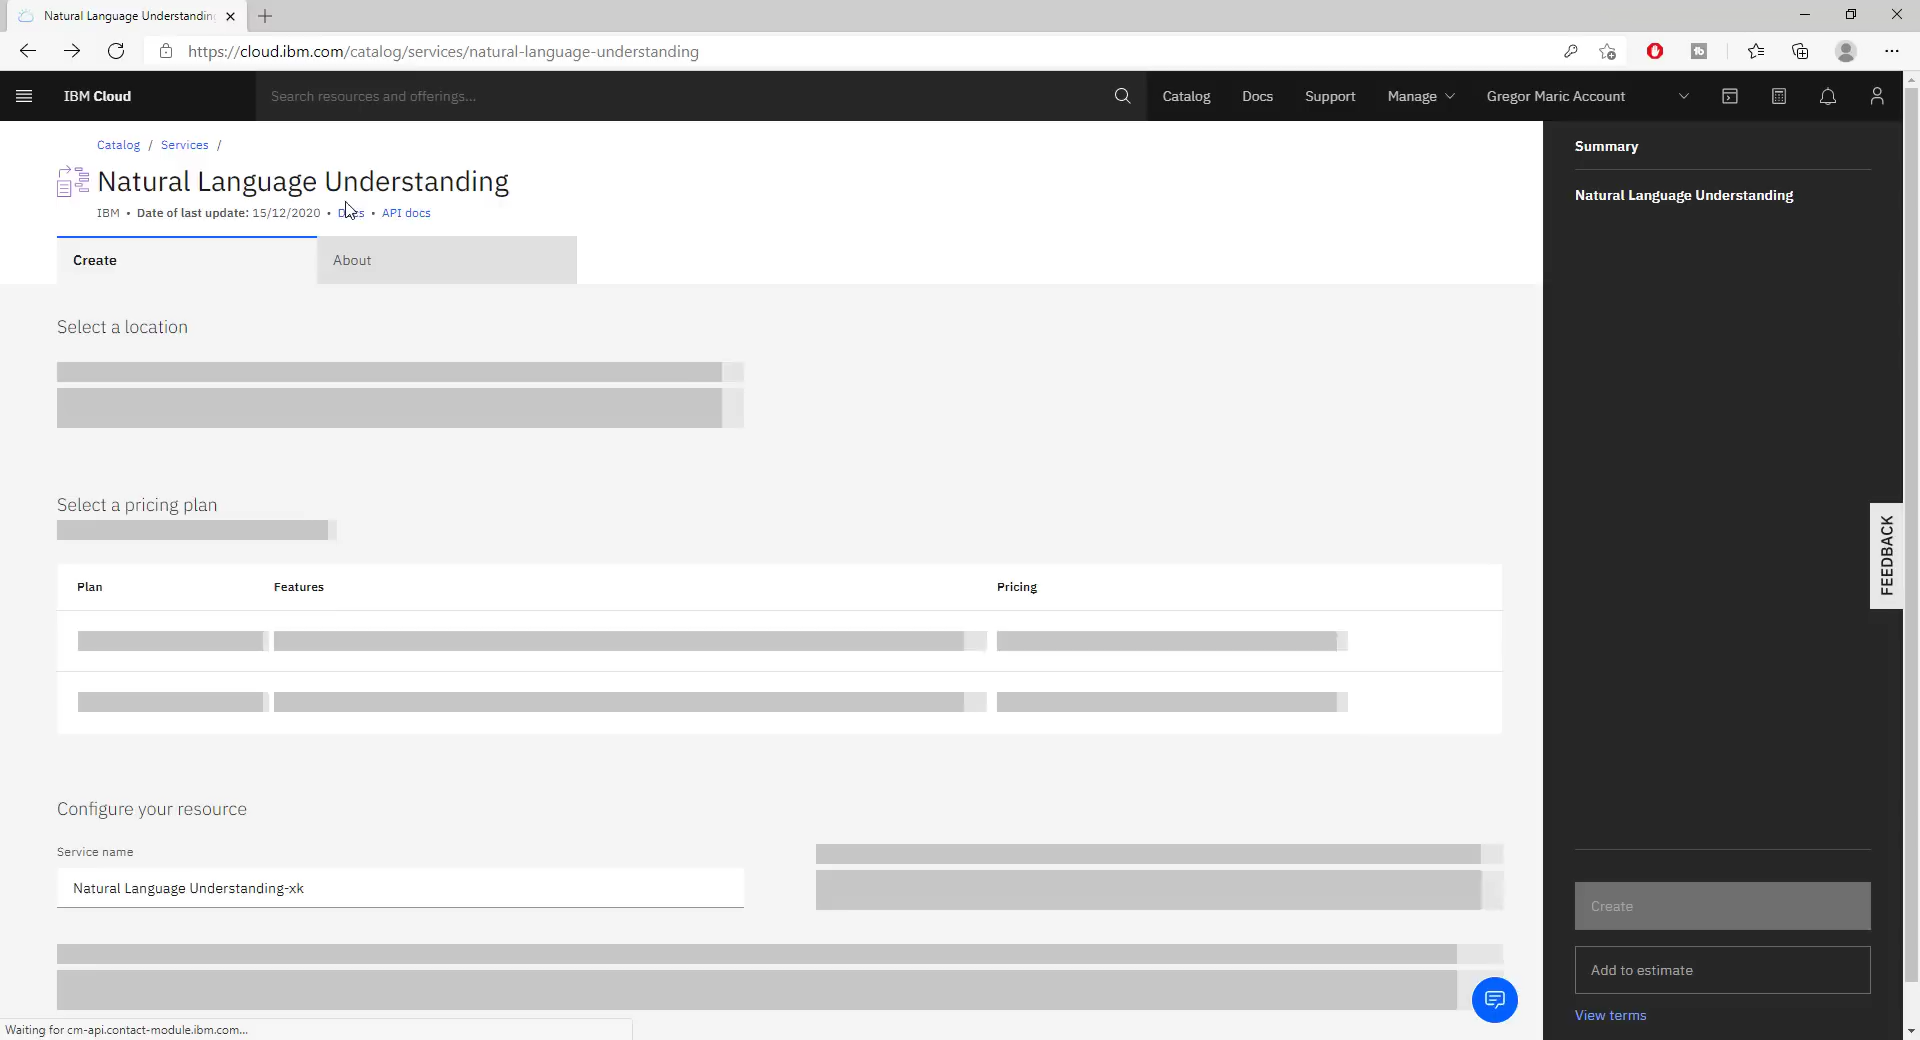 Natural Language Understanding
https://cloud.ibm.com/catalog/services/natural-language-understanding
IBM Cloud
Search resources and offerings...
Catalog
Docs
Support
Manage
Gregor Maric Account
Catalog / Services /
Natural Language Understanding
IBM • Date of last update: 15/12/2020 • Docs • API docs
Create
About
Select a location
Select a pricing plan
Plan
Features
Pricing
Configure your resource
Service name
Natural Language Understanding-xk
Waiting for cm-api.contact-module.ibm.com...
Summary
Natural Language Understanding
FEEDBACK
Create
Add to estimate
View terms